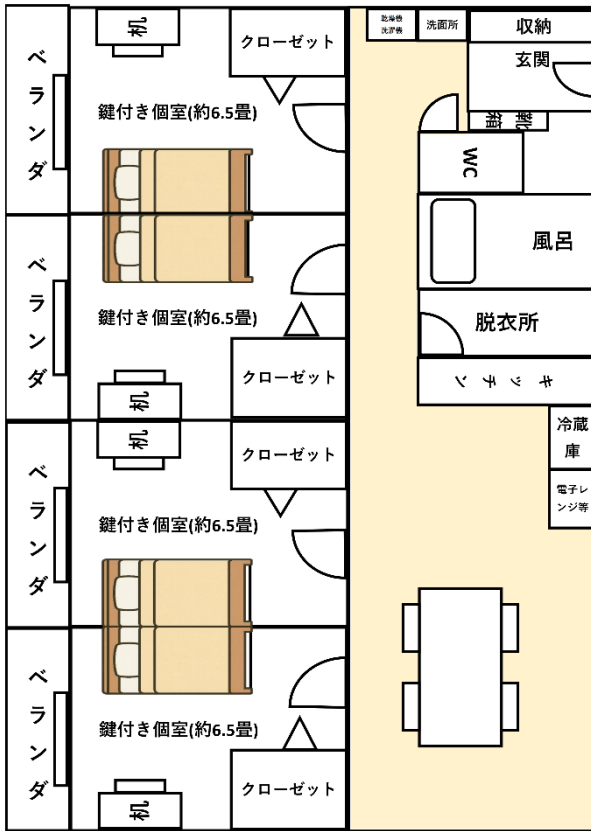 ベランダ
机
クローゼット
鍵付き個室(約6.5畳)
ベランダ
鍵付き個室(約6.5畳)
クローゼット
机
ベランダ
机
クローゼット
鍵付き個室(約6.5畳)
ベランダ
鍵付き個室(約6.5畳)
クローゼット
机
乾燥機
洗濯機
洗面所
収納
玄関
靴箱
WC
風呂
脱衣所
キッチン
冷蔵
庫
電子レ
ンジ等